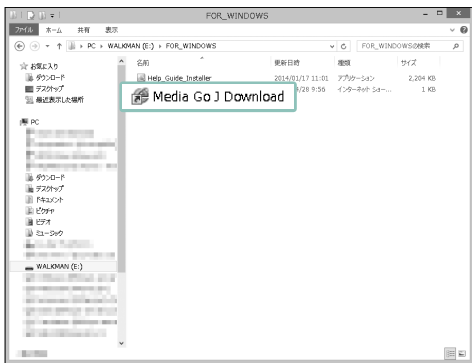 FOR_WINDOWS
ファイル ホーム 共有 表示
PC ▸ WALKMAN (E:) ▸ FOR_WINDOWS
FOR_WINDOWSの検索
名前 更新日時 種類 サイズ
Help_Guide_Installer 2014/01/17 11:01 アプリケーション 2,204 KB
Media Go J Download /28 9:56 インターネット ショー... 1 KB
お気に入り
ダウンロード
デスクトップ
最近表示した場所
PC
ダウンロード
デスクトップ
ドキュメント
ピクチャ
ビデオ
ミュージック
WALKMAN (E:)